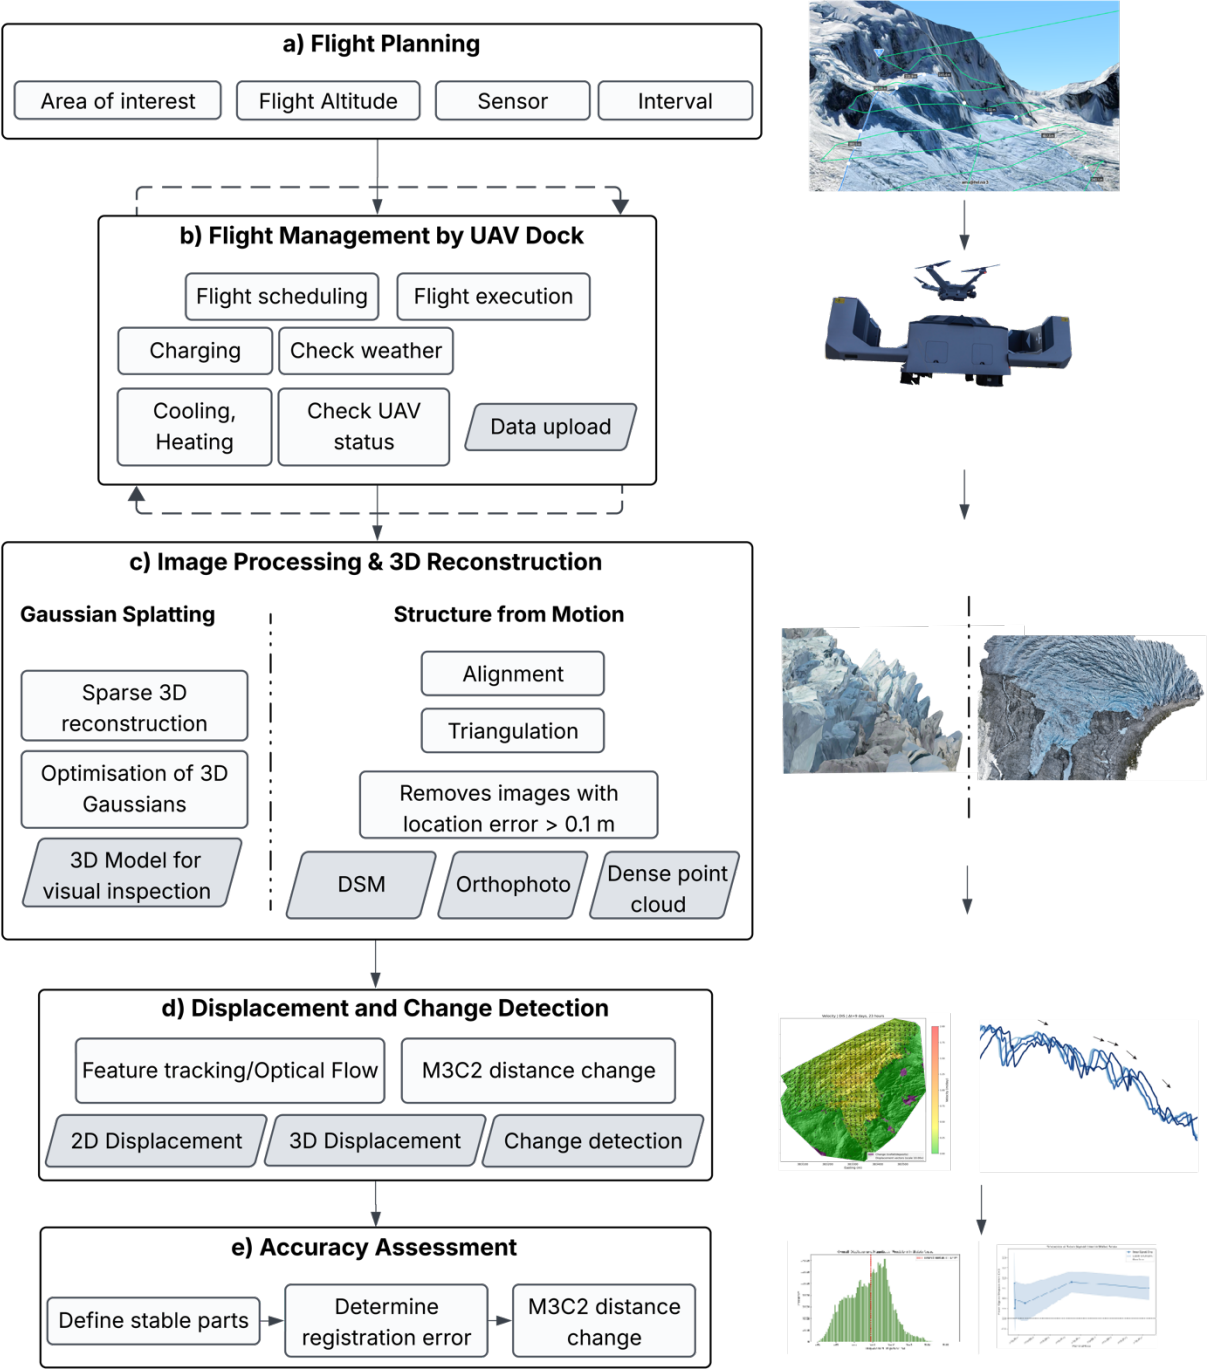 a) Flight Planning
Area of interest
Flight Altitude
Sensor
Interval
b) Flight Management by UAV Dock
Flight scheduling
Flight execution
Charging
Check weather
Cooling,
Heating
Check UAV
status
Data upload
c) Image Processing & 3D Reconstruction
Gaussian Splatting
Structure from Motion
Sparse 3D
reconstruction
Optimisation of 3D
Gaussians
3D Model for
visual inspection
Alignment
Triangulation
Removes images with
location error > 0.1 m
DSM
Orthophoto
Dense point
cloud
d) Displacement and Change Detection
Feature tracking/Optical Flow
M3C2 distance change
2D Displacement
3D Displacement
Change detection
e) Accuracy Assessment
Define stable parts
Determine
registration error
M3C2 distance
change